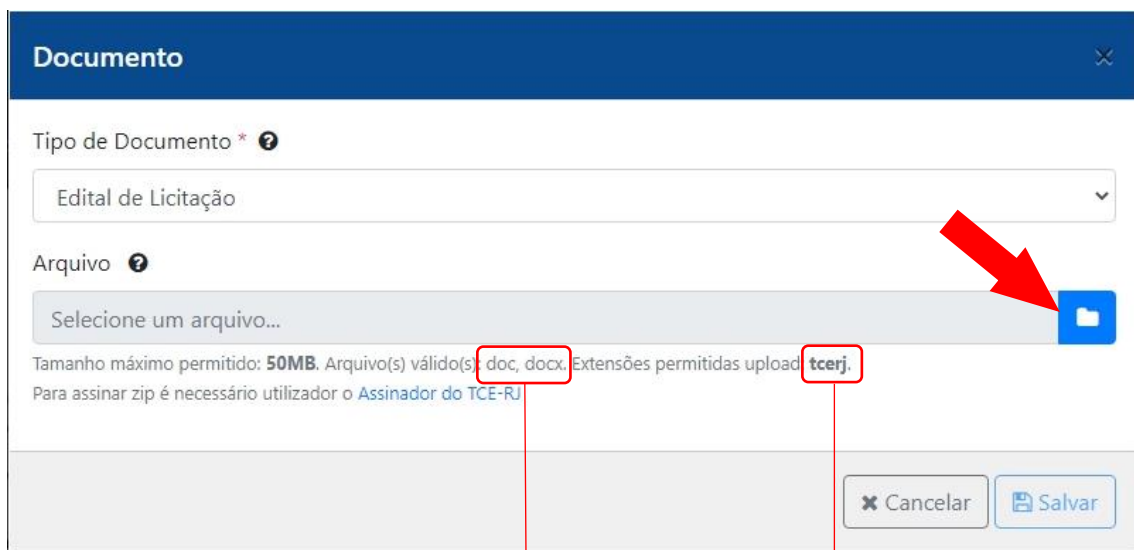 Documento
Tipo de Documento *
Edital de Licitação
Arquivo
Selecione um arquivo...
Tamanho máximo permitido: 50MB. Arquivo(s) válido(s): doc, docx. Extensões permitidas upload: tcerj.
Para assinar zip é necessário utilizador o Assinador do TCE-RJ
Cancelar
Salvar